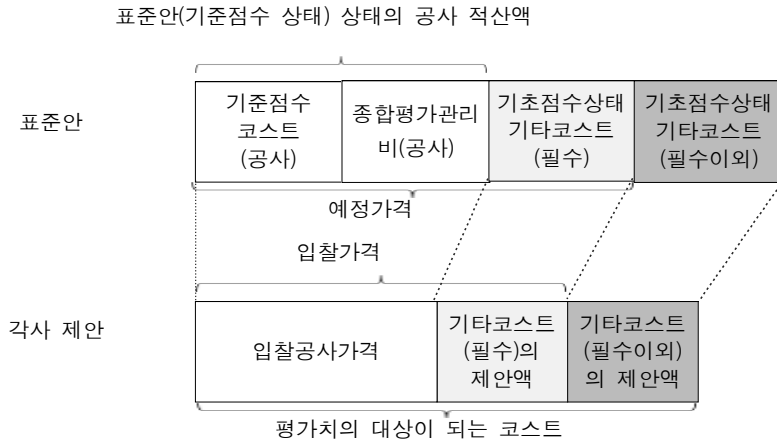 표준안(기준점수 상태) 상태의 공사 적산액
표준안
기준점수
코스트
(공사)
종합평가관리
비(공사)
기초점수상태
기타코스트
(필수)
기초점수상태
기타코스트
(필수이외)
예정가격
입찰가격
각사 제안
입찰공사가격
기타코스트
(필수)의
제안액
기타코스트
(필수이외)
의 제안액
평가치의 대상이 되는 코스트